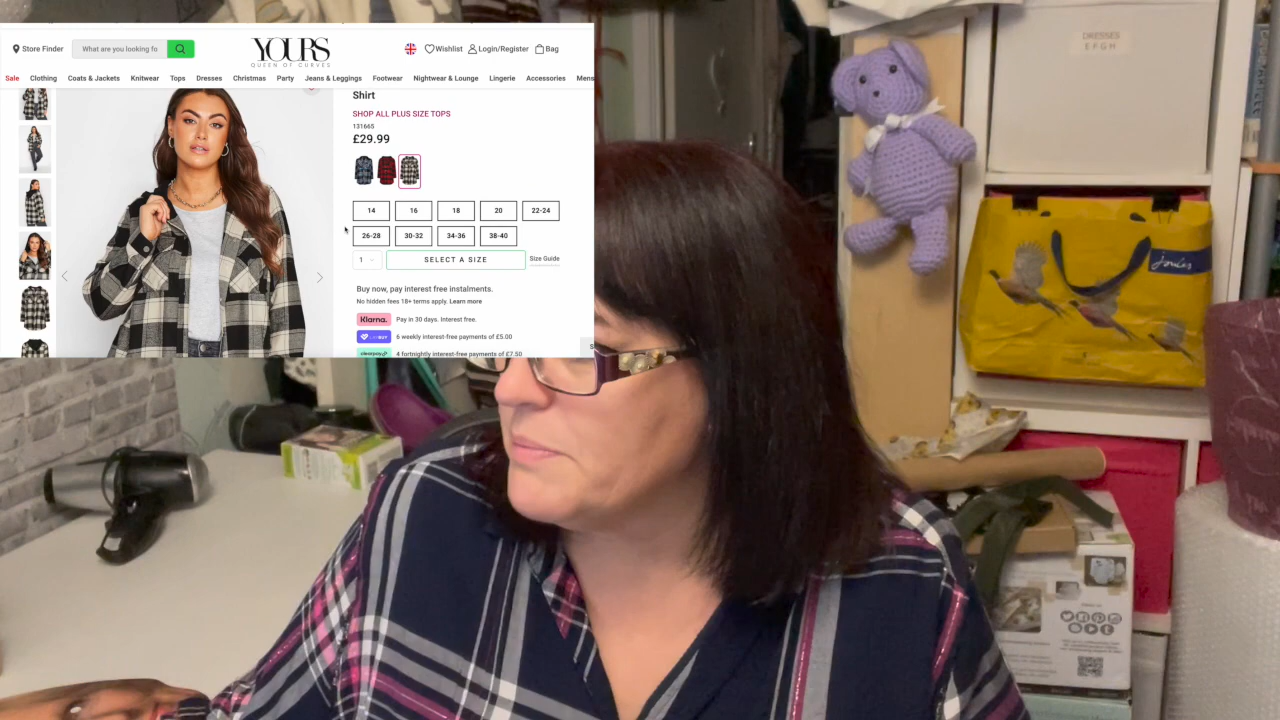 Store Finder
What are you looking fo
YOURS
QUEEN OF CURVES
Wishlist
Login/Register
Bag
Sale
Clothing
Coats & Jackets
Knitwear
Tops
Dresses
Christmas
Party
Jeans & Leggings
Footwear
Nightwear & Lounge
Lingerie
Accessories
Mens
Shirt
SHOP ALL PLUS SIZE TOPS
131665
£29.99
14
16
18
20
22-24
26-28
30-32
34-36
38-40
1
SELECT A SIZE
Size Guide
Buy now, pay interest free instalments.
No hidden fees 18+ terms apply. Learn more
Klarna.
Pay in 30 days. Interest free.
6 weekly interest-free payments of £5.00
clearpay
4 fortnightly interest-free payments of £7.50
DRESSES
E F G H
Joules